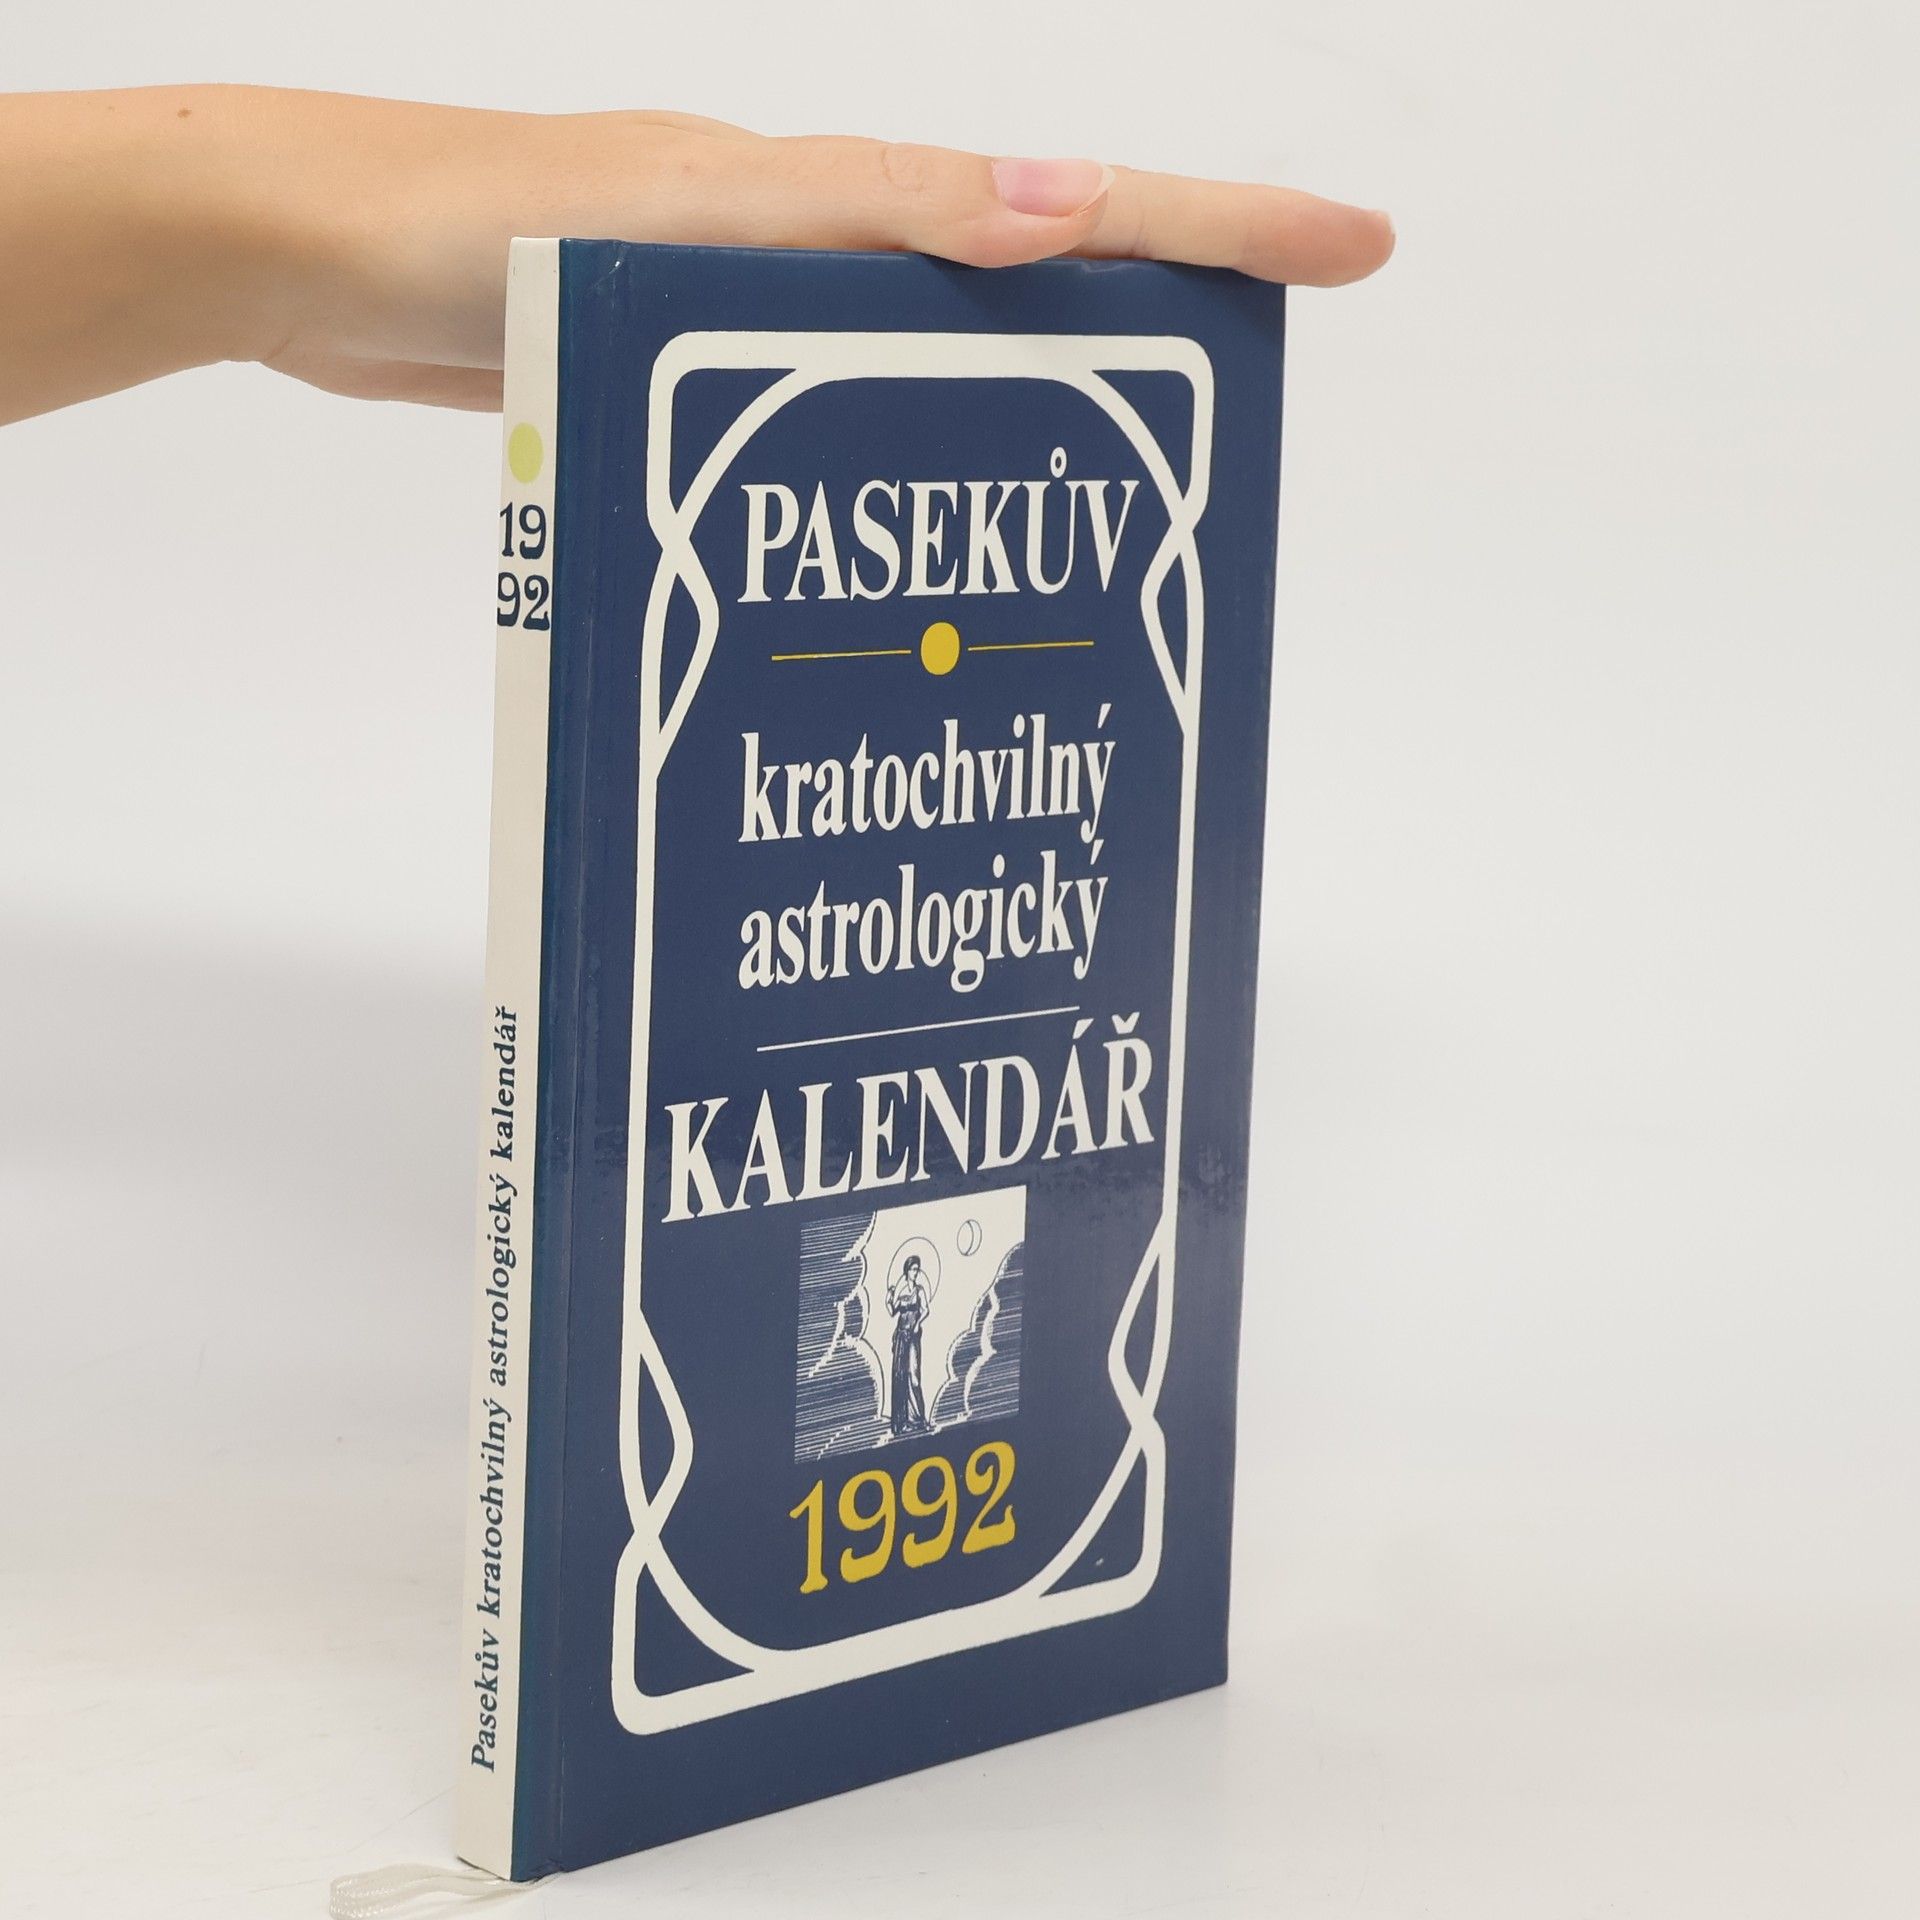 PASEKŮV
kratochvilný
astrologický
KALENDÁŘ
1992
19
92
Pasekův kratochvilný astrologický kalendář